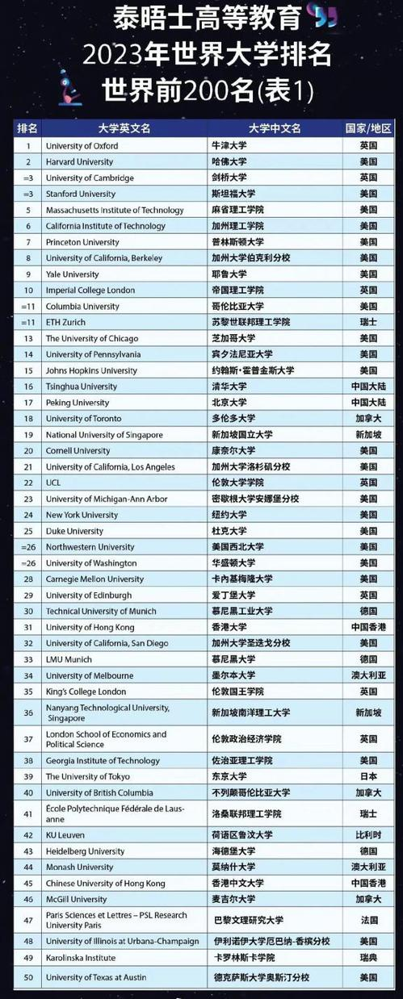 泰晤士高等教育
2023年世界大学排名
世界前200名(表1)
排名 大学英文名 大学中文名 国家/地区
1 University of Oxford 牛津大学 英国
2 Harvard University 哈佛大学 美国
=3 University of Cambridge 剑桥大学 英国
=3 Stanford University 斯坦福大学 美国
5 Massachusetts Institute of Technology 麻省理工学院 美国
6 California Institute of Technology 加州理工学院 美国
7 Princeton University 普林斯顿大学 美国
8 University of California, Berkeley 加州大学伯克利分校 美国
9 Yale University 耶鲁大学 美国
10 Imperial College London 帝国理工学院 英国
=11 Columbia University 哥伦比亚大学 美国
=11 ETH Zurich 苏黎世联邦理工学院 瑞士
13 The University of Chicago 芝加哥大学 美国
14 University of Pennsylvania 宾夕法尼亚大学 美国
15 Johns Hopkins University 约翰斯·霍普金斯大学 美国
16 Tsinghua University 清华大学 中国大陆
17 Peking University 北京大学 中国大陆
18 University of Toronto 多伦多大学 加拿大
19 National University of Singapore 新加坡国立大学 新加坡
20 Cornell University 康奈尔大学 美国
21 University of California, Los Angeles 加州大学洛杉矶分校 美国
22 UCL 伦敦大学学院 英国
23 University of Michigan-Ann Arbor 密歇根大学安娜堡分校 美国
24 New York University 纽约大学 美国
25 Duke University 杜克大学 美国
=26 Northwestern University 美国西北大学 美国
=26 University of Washington 华盛顿大学 美国
28 Carnegie Mellon University 卡内基梅隆大学 美国
29 University of Edinburgh 爱丁堡大学 英国
30 Technical University of Munich 慕尼黑工业大学 德国
31 University of Hong Kong 香港大学 中国香港
32 University of California, San Diego 加州大学圣迭戈分校 美国
33 LMU Munich 慕尼黑大学 德国
34 University of Melbourne 墨尔本大学 澳大利亚
35 King's College London 伦敦国王学院 英国
36 Nanyang Technological University,
Singapore 新加坡南洋理工大学 新加坡
37 London School of Economics and
Political Science 伦敦政治经济学院 英国
38 Georgia Institute of Technology 佐治亚理工学院 美国
39 The University of Tokyo 东京大学 日本
40 University of British Columbia 不列颠哥伦比亚大学 加拿大
41 École Polytechnique Fédérale de Laus-
anne 洛桑联邦理工学院 瑞士
42 KU Leuven 荷语区鲁汶大学 比利时
43 Heidelberg University 海德堡大学 德国
44 Monash University 莫纳什大学 澳大利亚
45 Chinese University of Hong Kong 香港中文大学 中国香港
46 McGill University 麦吉尔大学 加拿大
47 Paris Sciences et Lettres – PSL Research
University Paris 巴黎文理研究大学 法国
48 University of Illinois at Urbana-Champaign 伊利诺伊大学厄巴纳-香槟分校 美国
49 Karolinska Institute 卡罗林斯卡学院 瑞典
50 University of Texas at Austin 德克萨斯大学奥斯汀分校 美国